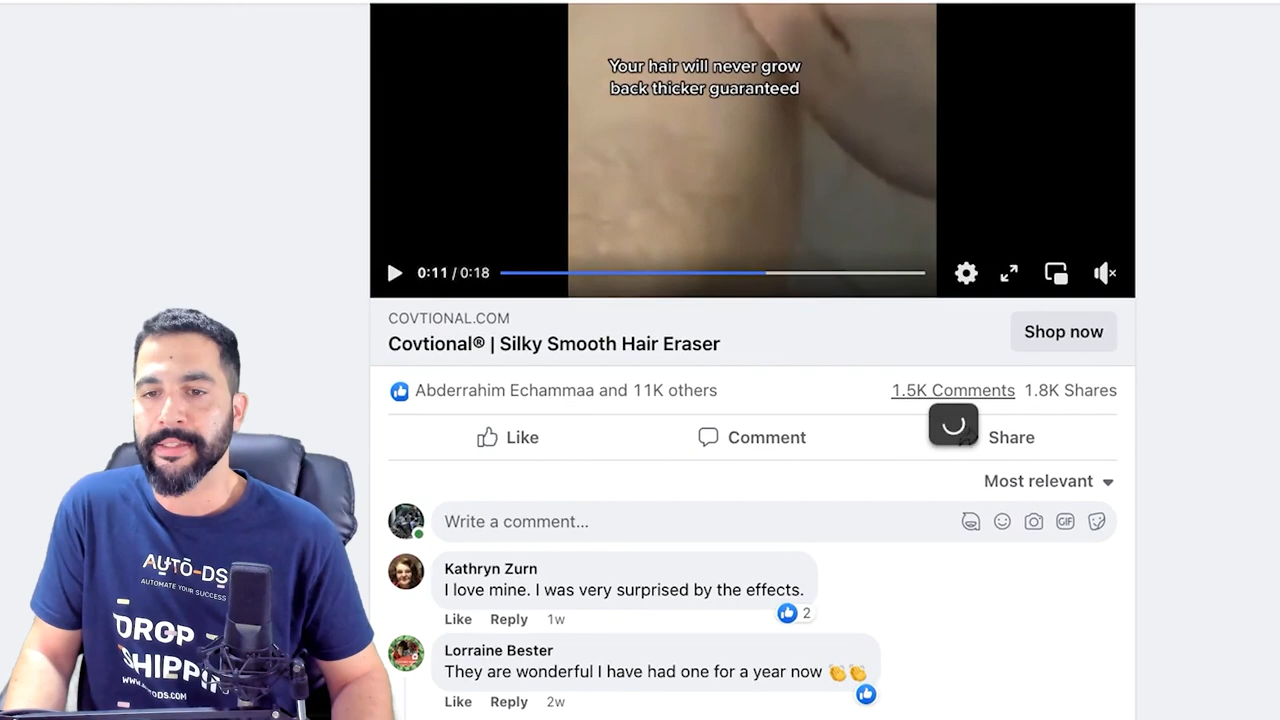 Your hair will never grow
back thicker guaranteed
0:11 / 0:18
COVTIONAL.COM
Covtional® | Silky Smooth Hair Eraser
Shop now
Abderrahim Echammaa and 11K others
1.5K Comments 1.8K Shares
Like
Comment
Share
Most relevant
Write a comment...
GIF
Kathryn Zurn
I love mine. I was very surprised by the effects.
2
Like Reply 1w
Lorraine Bester
They are wonderful I have had one for a year now 👏👏
Like Reply 2w
AUTO-DS
AUTOMATE YOUR SUCCESS
DROP
SHIPPIN